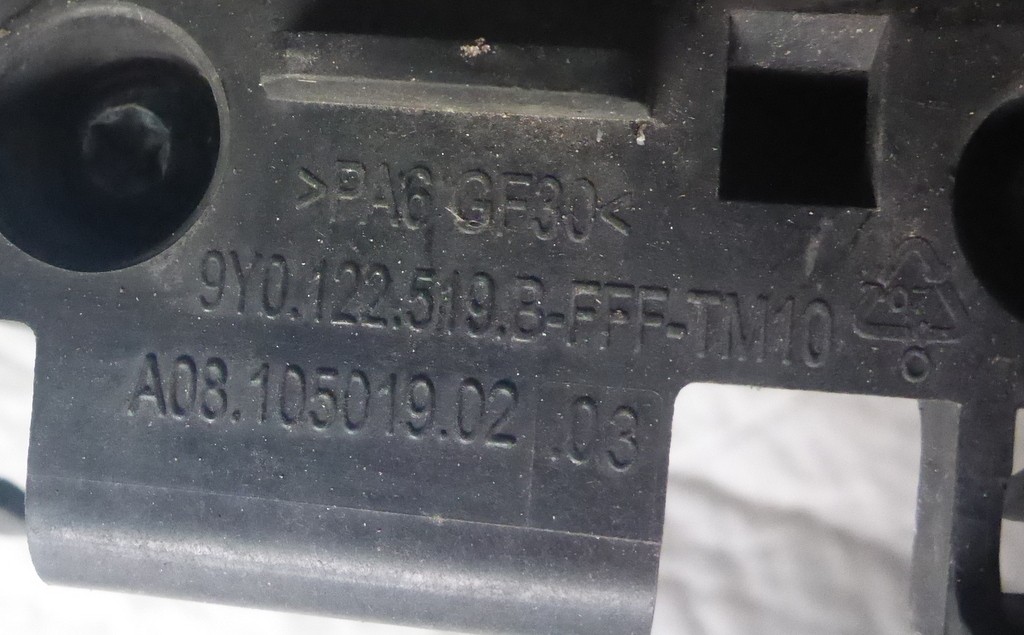 >PA6 GF30<
9Y0.122.519.B-FFF-TM10
A08.105019.02 .03